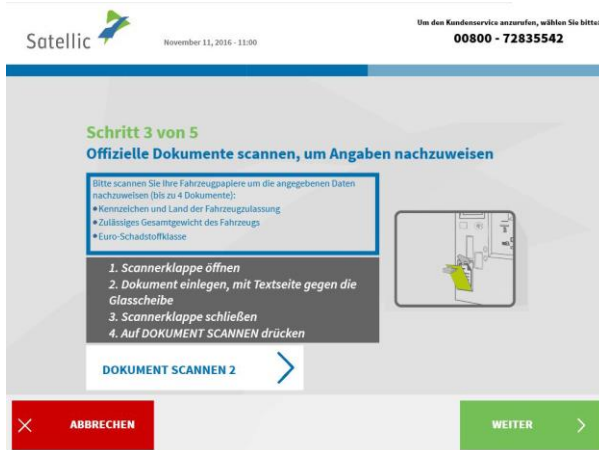 Satellic
November 11, 2016 - 11:00
Um den Kundenservice anzurufen, wählen Sie bitte:
00800 - 72835542
Schritt 3 von 5
Offizielle Dokumente scannen, um Angaben nachzuweisen
Bitte scannen Sie Ihre Fahrzeugpapiere um die angegebenen Daten
nachzuweisen (bis zu 4 Dokumente):
•Kennzeichen und Land der Fahrzeugzulassung
•Zulässiges Gesamtgewicht des Fahrzeugs
•Euro-Schadstoffklasse
1. Scannerklappe öffnen
2. Dokument einlegen, mit Textseite gegen die
Glasscheibe
3. Scannerklappe schließen
4. Auf DOKUMENT SCANNEN drücken
DOKUMENT SCANNEN 2
ABBRECHEN
WEITER